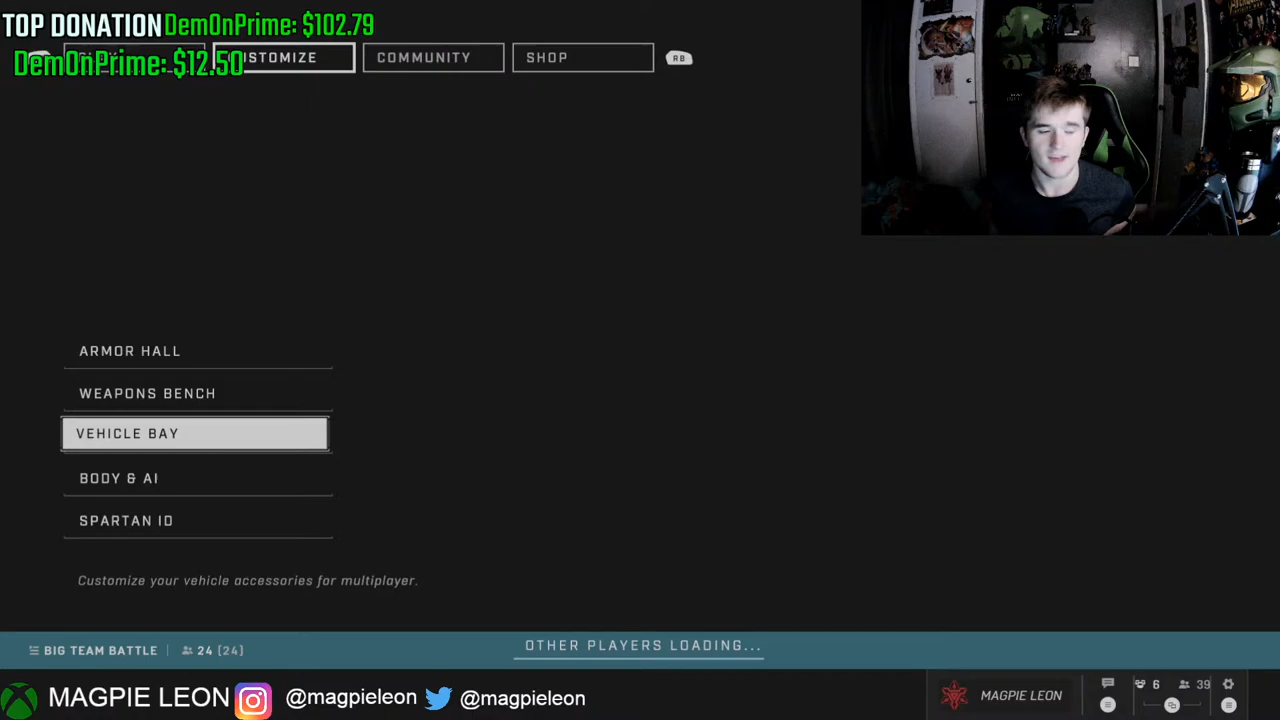 TOP DONATION DemOnPrime: $102.79
DemOnPrime: $12.50
CUSTOMIZE
COMMUNITY
SHOP
RB
ARMOR HALL
WEAPONS BENCH
VEHICLE BAY
BODY & AI
SPARTAN ID
Customize your vehicle accessories for multiplayer.
BIG TEAM BATTLE 24 (24)
OTHER PLAYERS LOADING...
MAGPIE LEON @magpieleon @magpieleon
MAGPIE LEON 6 39